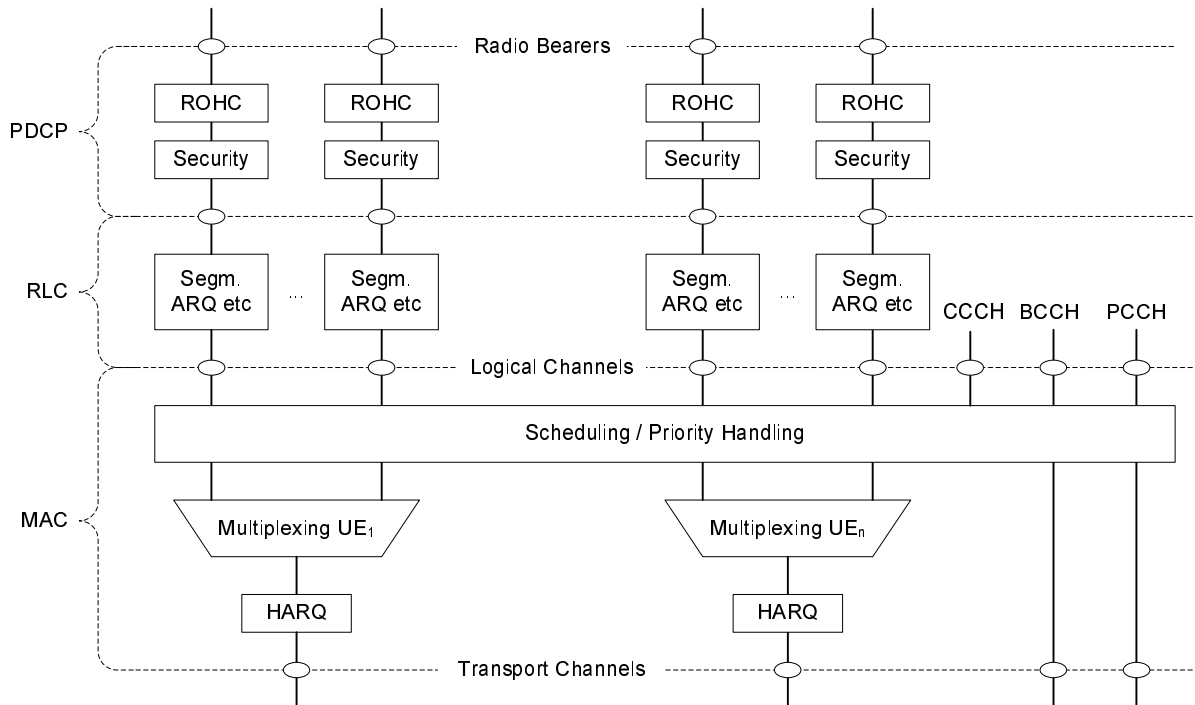 Radio Bearers
ROHC ROHC ROHC ROHC
PDCP
Security Security Security Security
Segm. Segm. Segm. Segm.
RLC
ARQ etc ... ARQ etc ARQ etc ... ARQ etc
CCCH BCCH PCCH
Logical Channels
Scheduling / Priority Handling
MAC
Multiplexing UE₁ Multiplexing UEₙ
HARQ HARQ
Transport Channels